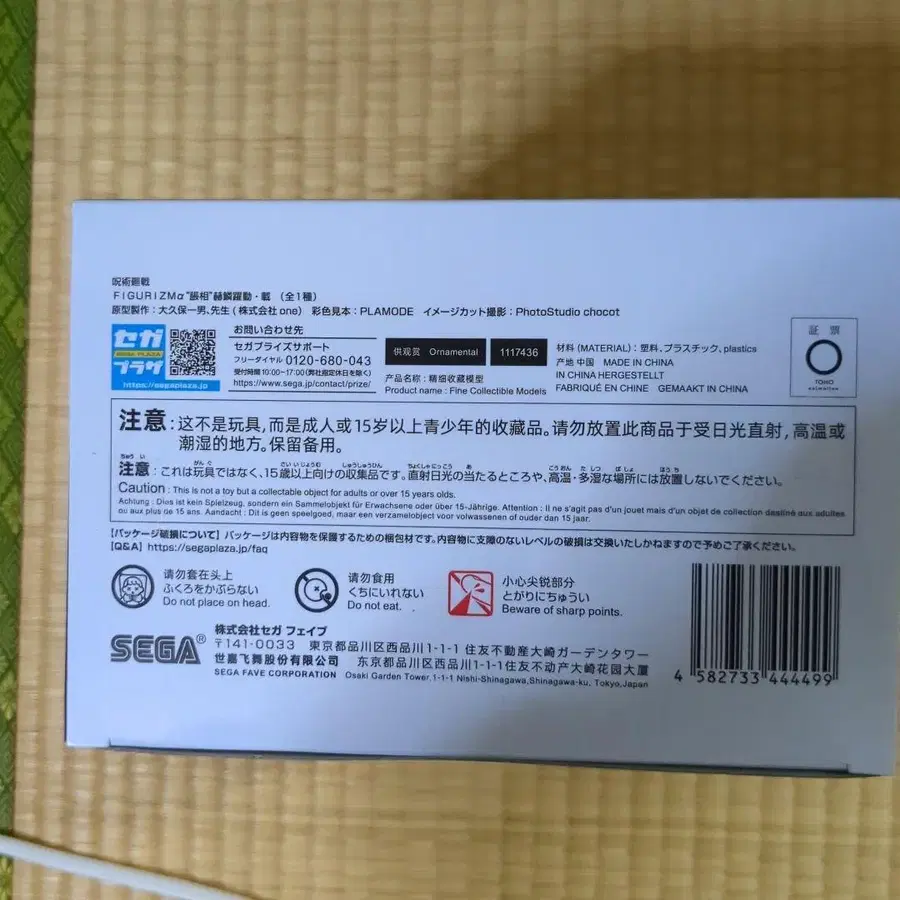 呪術廻戦
FIGURIZMα"脹相"赫鱗躍動・載 (全1種)
原型製作：大久保一男、先生(株式会社one) 彩色見本：PLAMODE イメージカット撮影：PhotoStudio chocot
セガ
SEGA PLAZA
プラザ
https://segaplaza.jp
お問い合わせ先
セガプライズサポート
フリーダイヤル 0120-680-043
受付時間10:00~17:00(弊社指定休日を除く)
https://www.sega.jp/contact/prize/
供观赏 Ornamental
1117436
产品名称：精细收藏模型
Product name : Fine Collectible Models
材料 (MATERIAL)：塑料、プラスチック、plastics
产地 中国 MADE IN CHINA
IN CHINA HERGESTELLT
FABRIQUÉ EN CHINE GEMAAKT IN CHINA
証票
TOHO
animation
注意：这不是玩具，而是成人或15岁以上青少年的收藏品。请勿放置此商品于受日光直射，高温或
潮湿的地方。保留备用。
注意：これは玩具ではなく、15歳以上向けの収集品です。直射日光の当たるところや、高温・多湿な場所には放置しないでください。
Caution : This is not a toy but a collectable object for adults or over 15 years old.
Achtung : Dies ist kein Spielzeug, sondern ein Sammelobjekt für Erwachsene oder über 15-Jährige. Attention : Il ne s'agit pas d'un jouet mais d'un objet de collection destiné aux adultes
ou aux plus de 15 ans. Aandacht : Dit is geen speelgoed, maar een verzamelobject voor volwassenen of ouder dan 15 jaar.
【パッケージ破損について】パッケージは内容物を保護するための梱包材です。内容物に支障のないレベルの破損は交換いたしかねますので予めご了承ください。
【Q&A】https://segaplaza.jp/faq
请勿套在头上
ふくろをかぶらない
Do not place on head.
请勿食用
くちにいれない
Do not eat.
小心尖锐部分
とがりにちゅうい
Beware of sharp points.
SEGA®
株式会社セガ フェイブ
〒141-0033 東京都品川区西品川1-1-1 住友不動産大崎ガーデンタワー
世嘉飞舞股份有限公司 东京都品川区西品川1-1-1住友不动产大崎花园大厦
SEGA FAVE CORPORATION Osaki Garden Tower,1-1-1 Nishi-Shinagawa,Shinagawa-ku, Tokyo,Japan
4 582733 444499